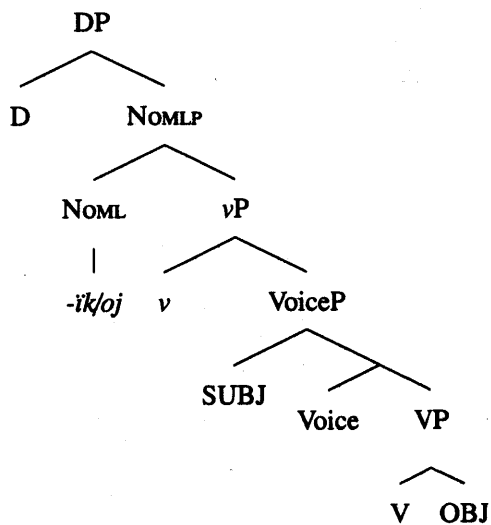 DP
D NOMLP
NOML vP
-ïk/oj v VoiceP
SUBJ
Voice VP
V OBJ